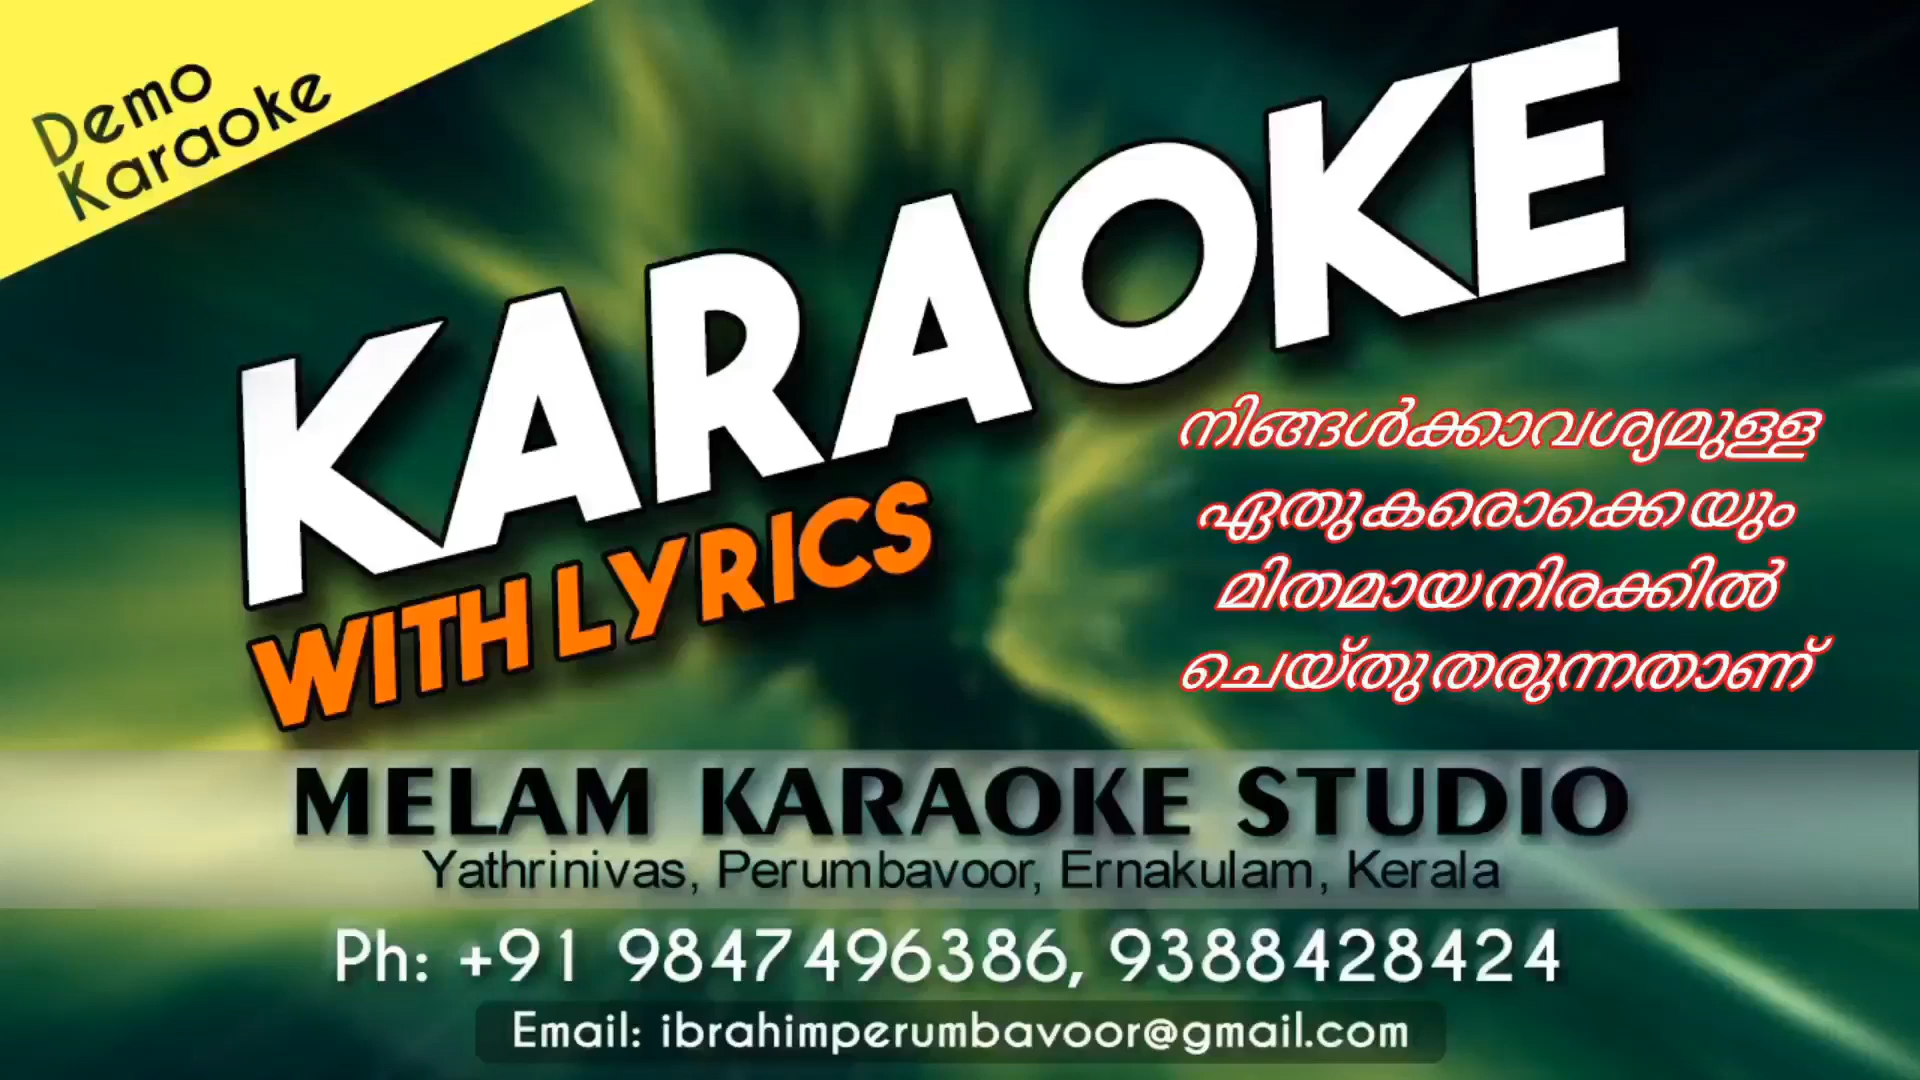 Demo
Karaoke
KARAOKE
WITH LYRICS
നിങ്ങൾക്കാവശ്യമുള്ള
ഏതു കരൊക്കെയും
മിതമായ നിരക്കിൽ
ചെയ്തു തരുന്നതാണ്
MELAM KARAOKE STUDIO
Yathrinivas, Perumbavoor, Ernakulam, Kerala
Ph: +91 9847496386, 9388428424
Email: ibrahimperumbavoor@gmail.com